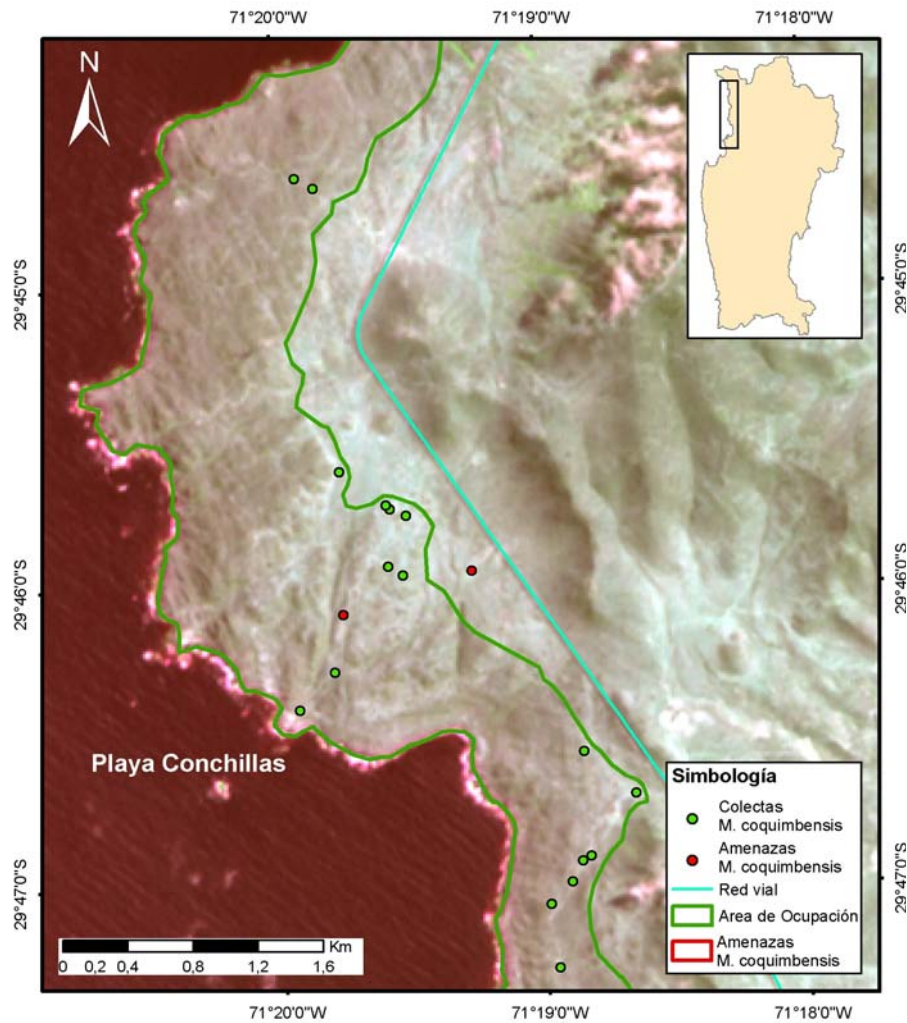 71°20'0"W 71°19'0"W 71°18'0"W
N
29°45'0"S 29°45'0"S
29°46'0"S 29°46'0"S
Playa Conchillas
Simbología
Colectas
M. coquimbensis
Amenazas
M. coquimbensis
Red vial
Area de Ocupación
Amenazas
M. coquimbensis
29°47'0"S 29°47'0"S
Km
0 0,2 0,4 0,8 1,2 1,6
71°20'0"W 71°19'0"W 71°18'0"W